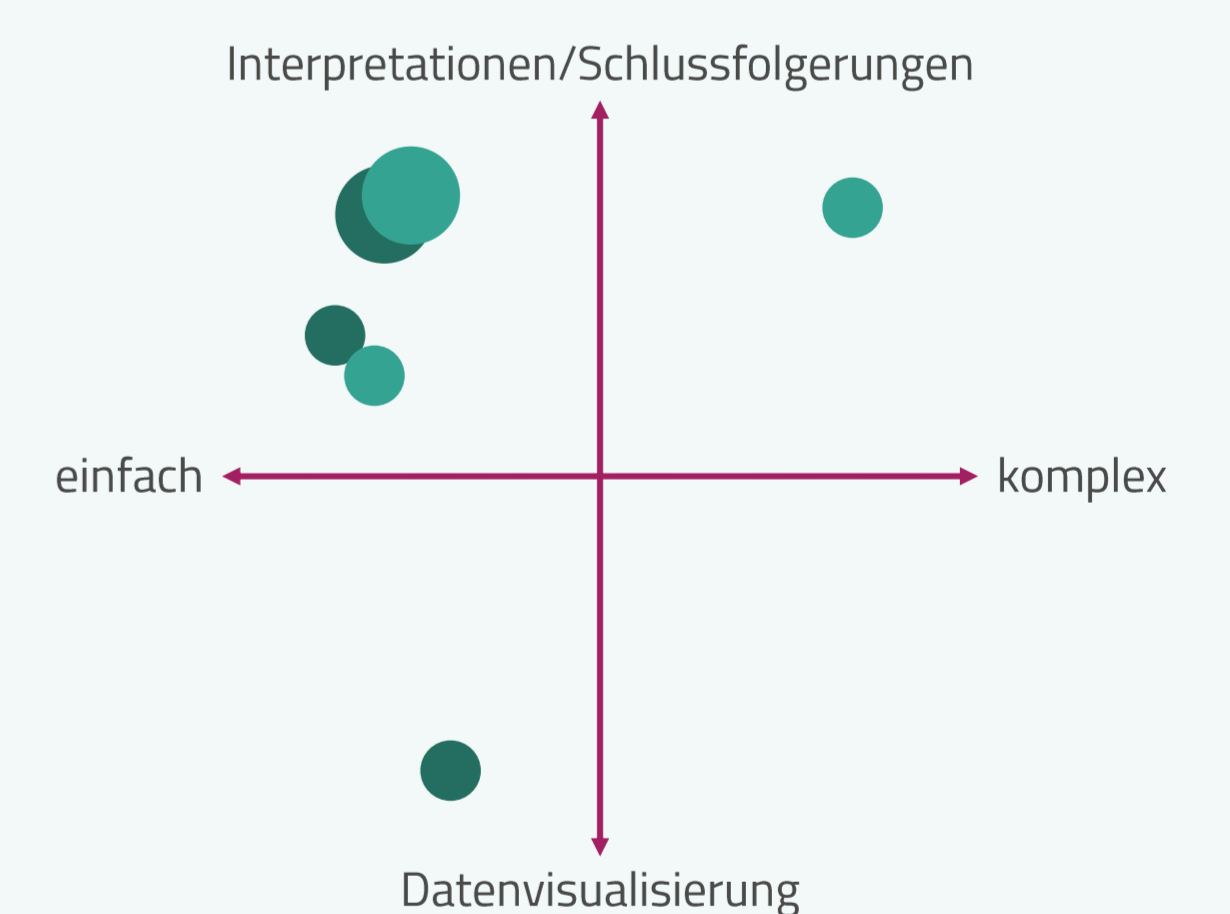 Interpretationen/Schlussfolgerungen
einfach
komplex
Datenvisualisierung